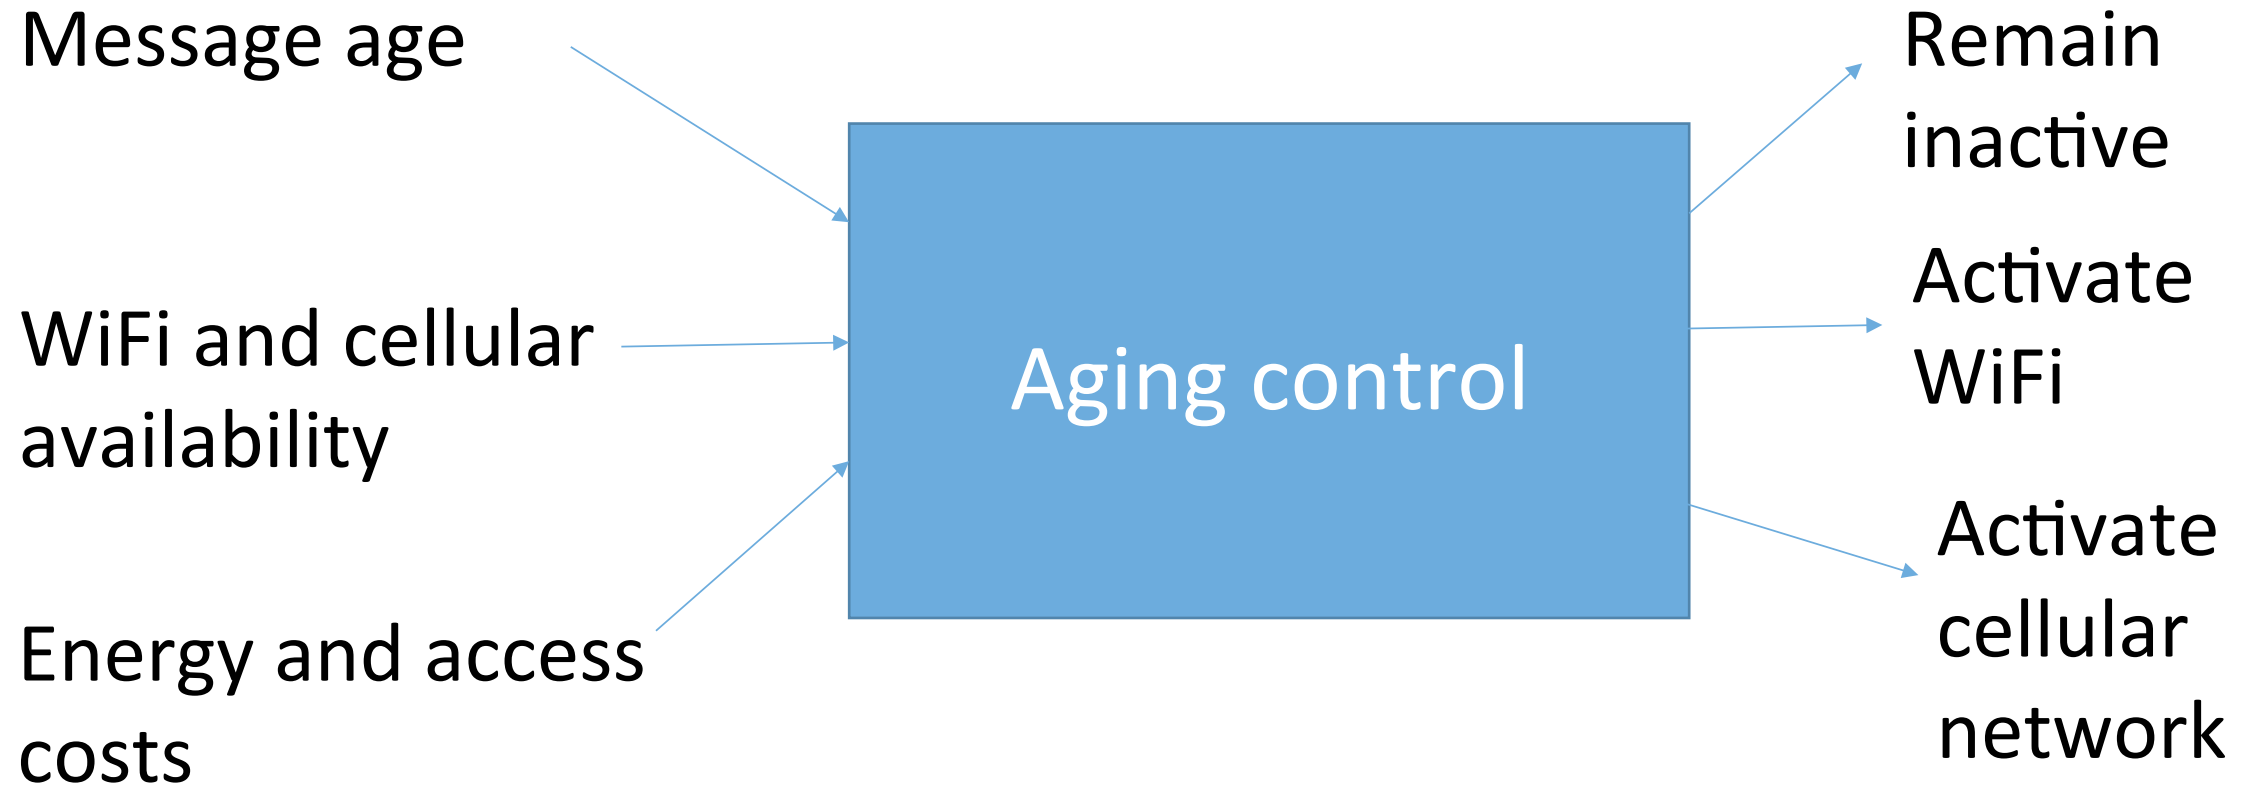 Message age
WiFi and cellular
availability
Energy and access
costs
Aging control
Remain
inactive
Activate
WiFi
Activate
cellular
network